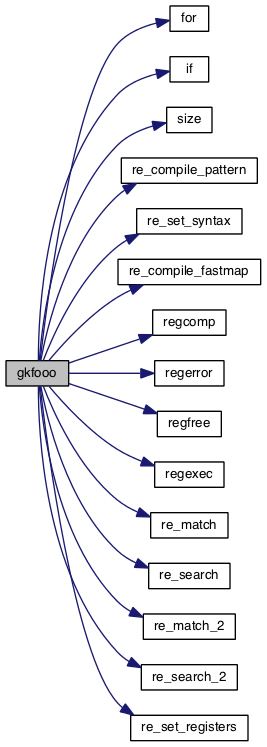 for
if
size
re_compile_pattern
re_set_syntax
re_compile_fastmap
regcomp
gkfooo
regerror
regfree
regexec
re_match
re_search
re_match_2
re_search_2
re_set_registers